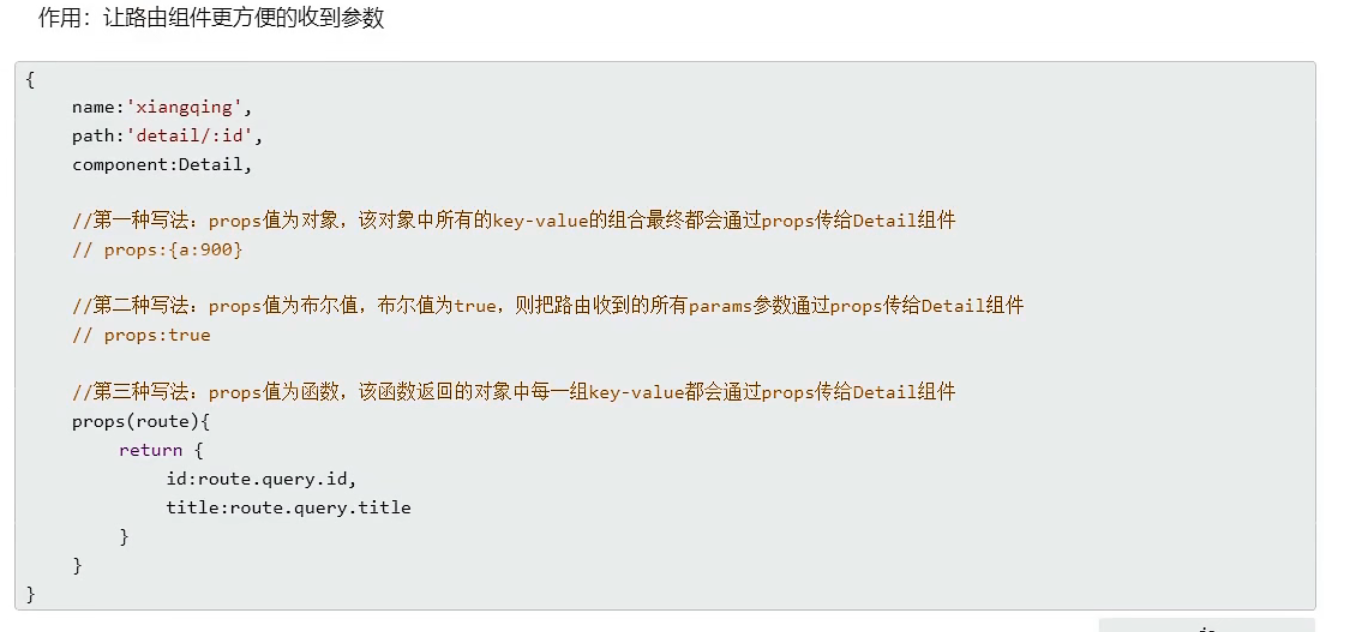 作用：让路由组件更方便的收到参数
{
name:'xiangqing',
path:'detail/:id',
component:Detail,
//第一种写法：props值为对象，该对象中所有的key-value的组合最终都会通过props传给Detail组件
// props:{a:900}
//第二种写法：props值为布尔值，布尔值为true，则把路由收到的所有params参数通过props传给Detail组件
// props:true
//第三种写法：props值为函数，该函数返回的对象中每一组key-value都会通过props传给Detail组件
props(route){
return {
id:route.query.id,
title:route.query.title
}
}
}